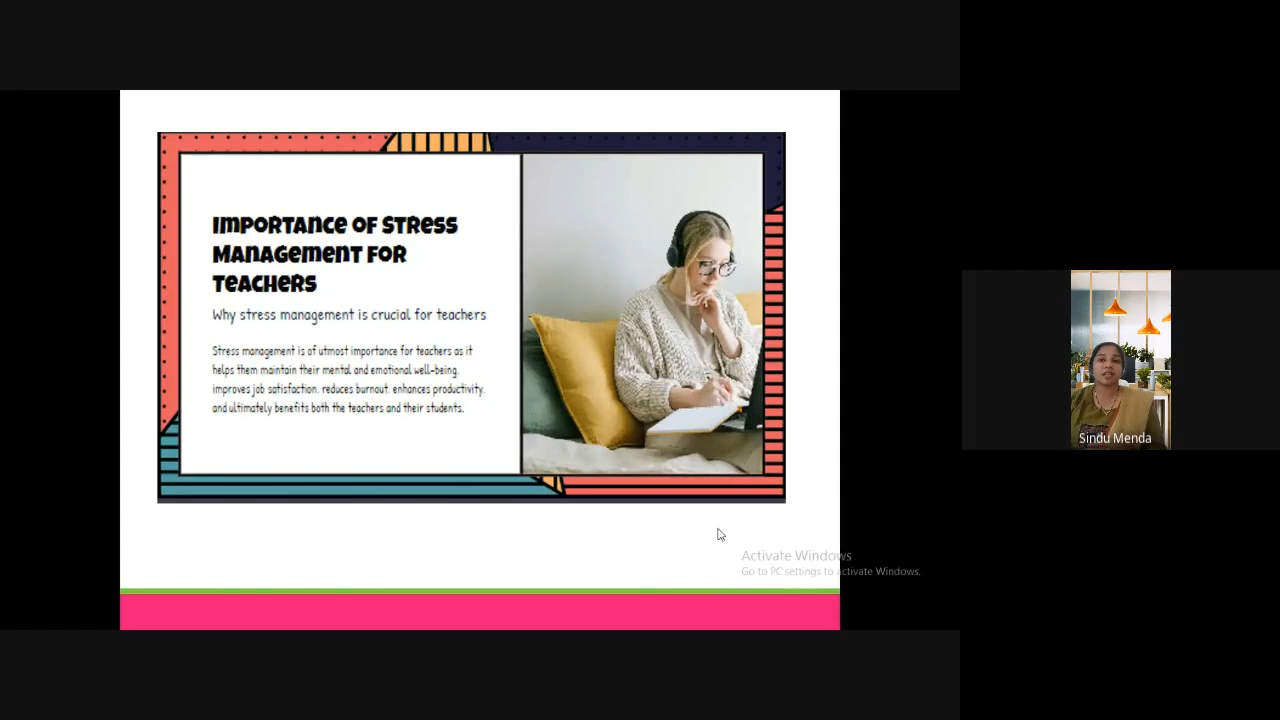 Importance of Stress
Management for
Teachers
Why stress management is crucial for teachers
Stress management is of utmost importance for teachers as it
helps them maintain their mental and emotional well-being,
improves job satisfaction, reduces burnout, enhances productivity,
and ultimately benefits both the teachers and their students.
Activate Windows
Go to PC settings to activate Windows.
Sindu Menda